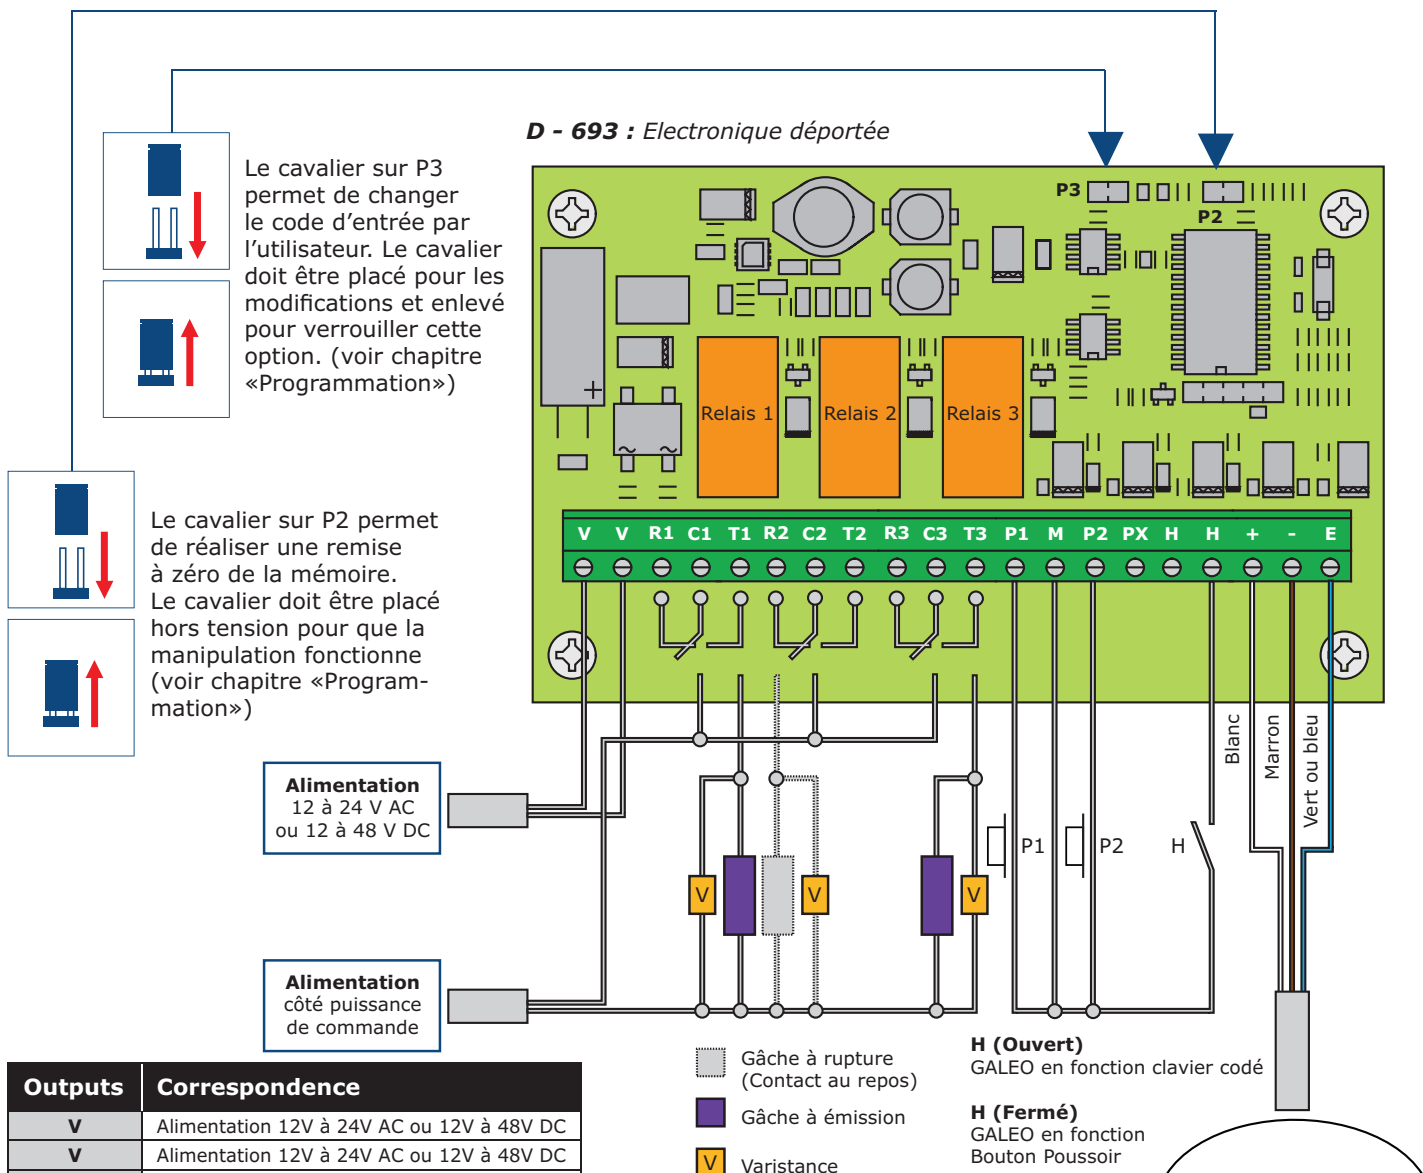 D - 693 : Electronique déportée
Le cavalier sur P3
permet de changer
le code d’entrée par
l’utilisateur. Le cavalier
doit être placé pour les
modifications et enlevé
pour verrouiller cette
option. (voir chapitre
«Programmation»)
P3
P2
+
Relais 1
Relais 2
Relais 3
~ ~
Le cavalier sur P2 permet
de réaliser une remise
à zéro de la mémoire.
Le cavalier doit être placé
hors tension pour que la
manipulation fonctionne
(voir chapitre «Program-
mation»)
V V R1 C1 T1 R2 C2 T2 R3 C3 T3 P1 M P2 PX H H + - E
Blanc
Marron
Vert ou bleu
Alimentation
12 à 24 V AC
ou 12 à 48 V DC
P1
P2
H
V
V
V
Alimentation
côté puissance
de commande
Gâche à rupture
(Contact au repos)
Gâche à émission
V Varistance
H (Ouvert)
GALEO en fonction clavier codé
H (Fermé)
GALEO en fonction
Bouton Poussoir
Outputs Correspondence
V Alimentation 12V à 24V AC ou 12V à 48V DC
V Alimentation 12V à 24V AC ou 12V à 48V DC